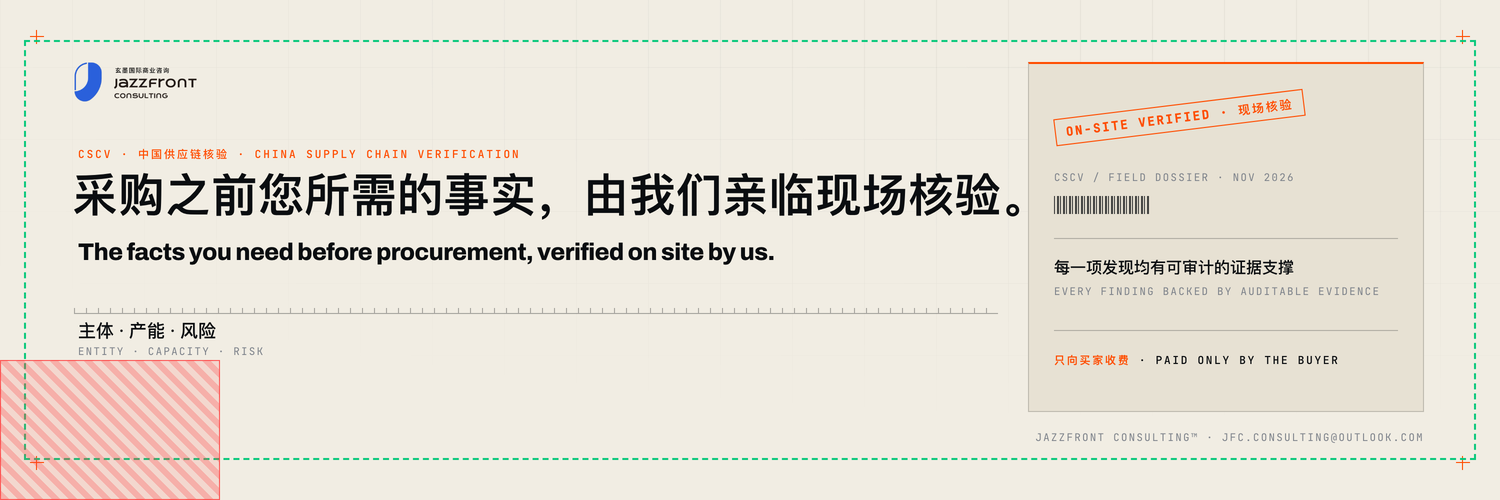 玄墨国际商业咨询
JAZZFRONT
CONSULTING
CSCV · 中国供应链核验 · CHINA SUPPLY CHAIN VERIFICATION
采购之前您所需的事实，由我们亲临现场核验。
The facts you need before procurement, verified on site by us.
主体 · 产能 · 风险
ENTITY · CAPACITY · RISK
ON-SITE VERIFIED · 现场核验
CSCV / FIELD DOSSIER · NOV 2026
每一项发现均有可审计的证据支撑
EVERY FINDING BACKED BY AUDITABLE EVIDENCE
只向买家收费 · PAID ONLY BY THE BUYER
JAZZFRONT CONSULTING™ · JFC.CONSULTING@OUTLOOK.COM